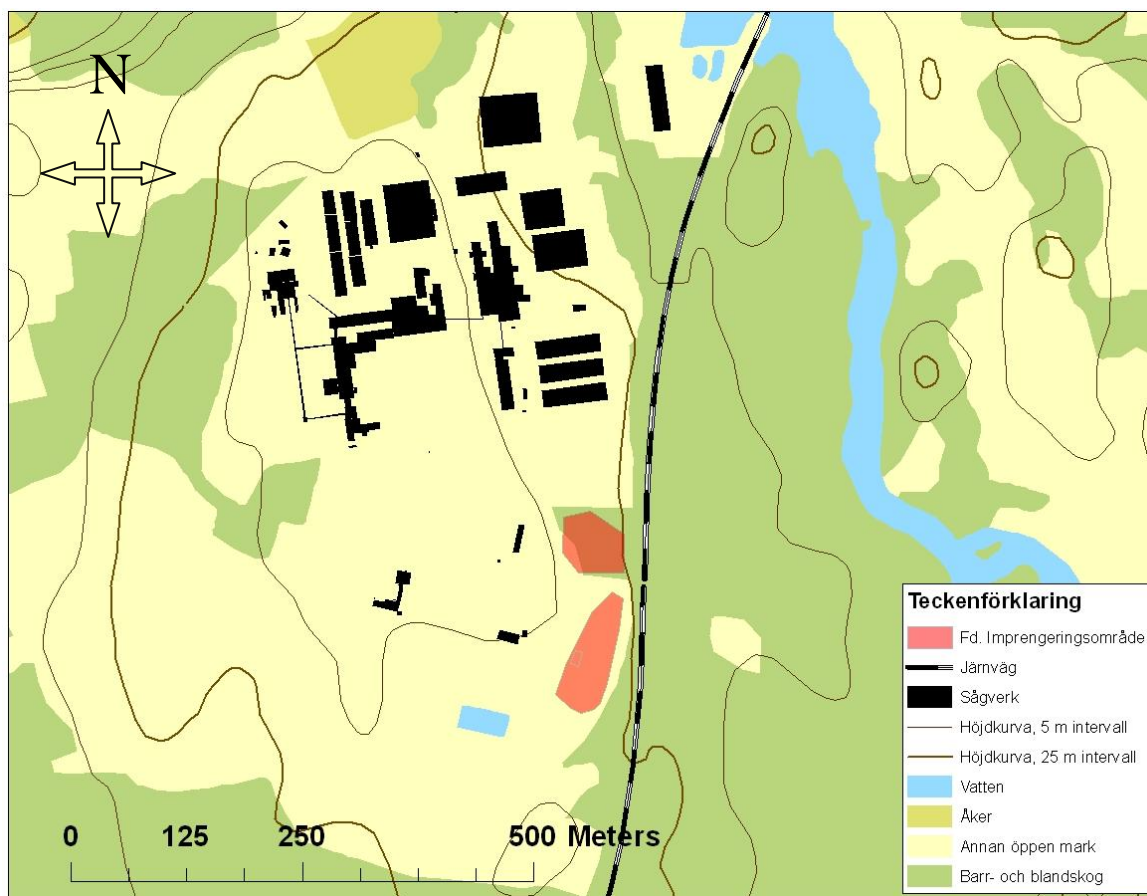 N
0 125 250 500 Meters
Teckenförklaring
Fd. Imprengeringsområde
Järnväg
Sågverk
Höjdkurva, 5 m intervall
Höjdkurva, 25 m intervall
Vatten
Åker
Annan öppen mark
Barr- och blandskog